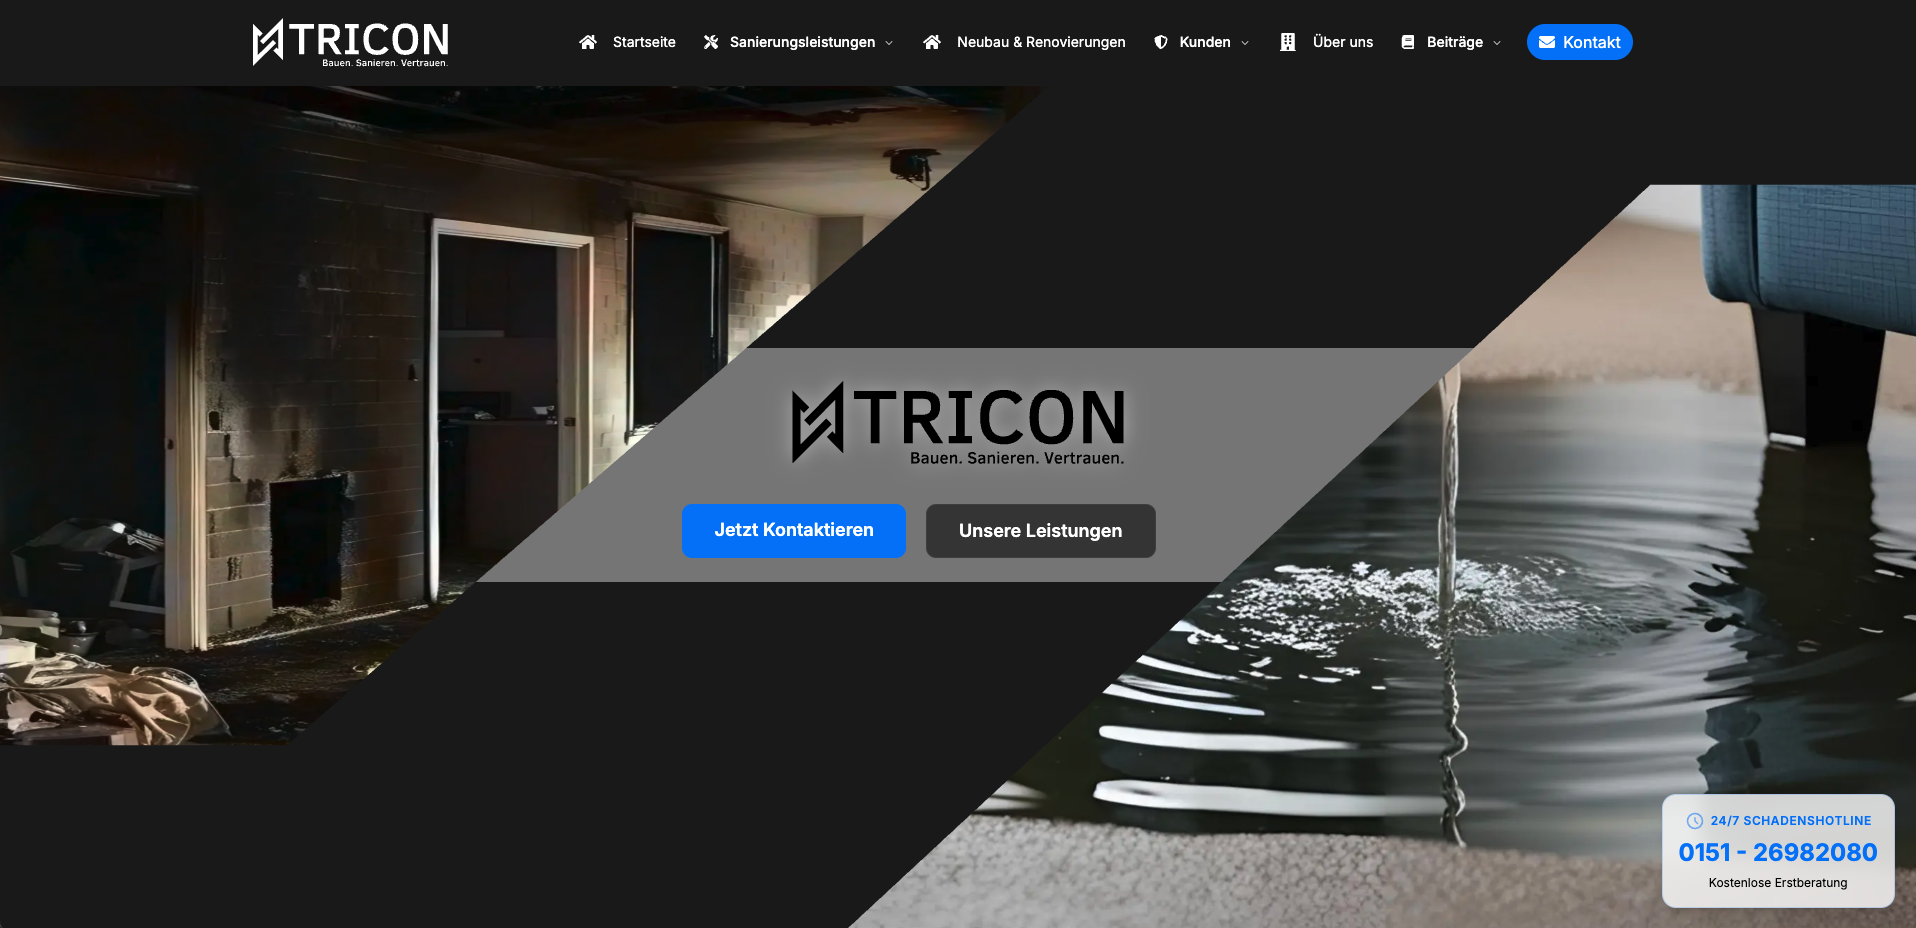 TRICON
Bauen. Sanieren. Vertrauen.
Startseite
Sanierungsleistungen
Neubau & Renovierungen
Kunden
Über uns
Beiträge
Kontakt
TRICON
Bauen. Sanieren. Vertrauen.
Jetzt Kontaktieren
Unsere Leistungen
24/7 SCHADENSHOTLINE
0151 - 26982080
Kostenlose Erstberatung